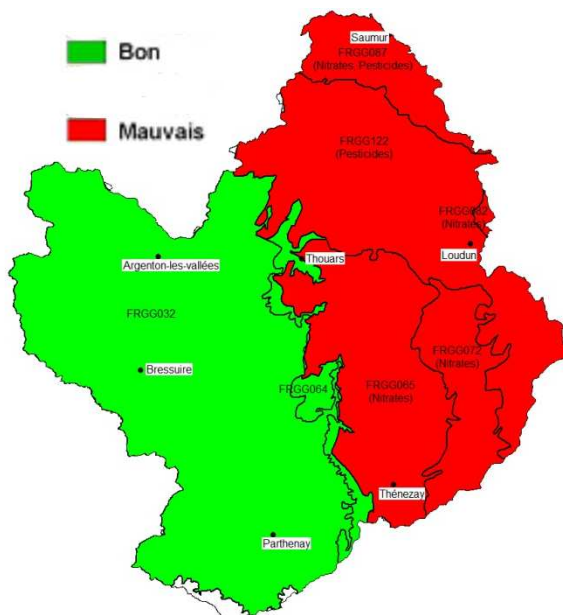 Bon
Mauvais
Saumur
FRGG087
(Nitrates Pesticides)
FRGG122
(Pesticides)
FRGG082
(Nitrates)
Loudun
Thouars
Argenton-les-vallées
FRGG032
Bressuire
FRGG064
FRGG065
(Nitrates)
FRGG072
(Nitrates)
Thénezay
Parthenay